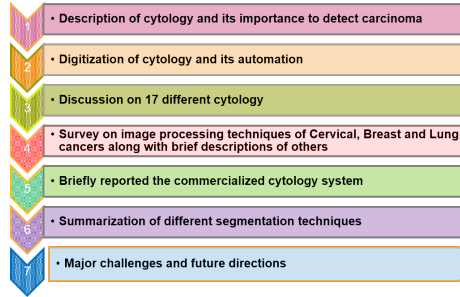 1
• Description of cytology and its importance to detect carcinoma
2
• Digitization of cytology and its automation
3
• Discussion on 17 different cytology
4
• Survey on image processing techniques of Cervical, Breast and Lung
cancers along with brief descriptions of others
5
• Briefly reported the commercialized cytology system
6
• Summarization of different segmentation techniques
7
• Major challenges and future directions